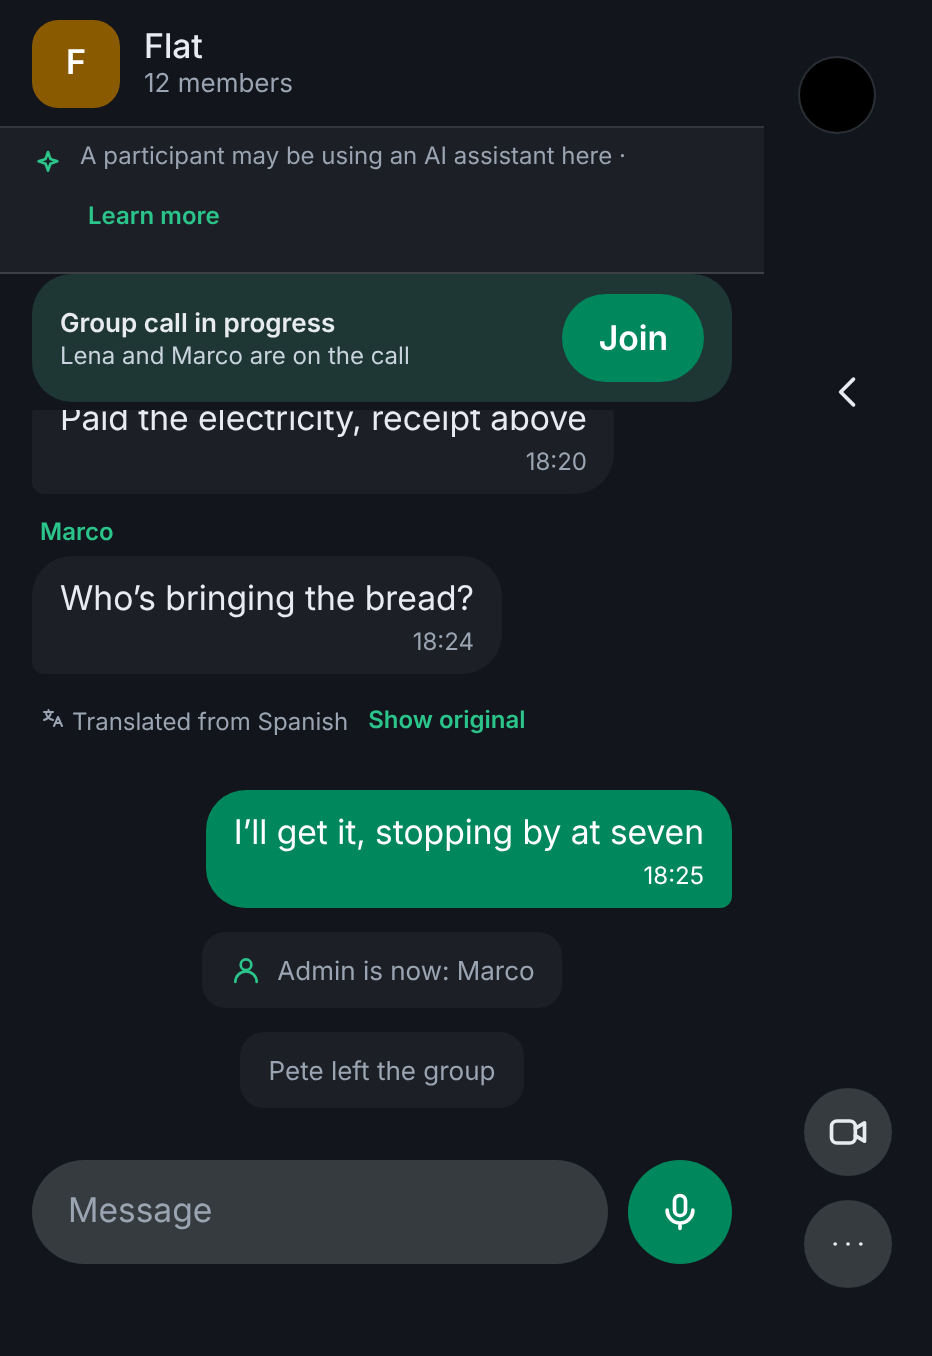 F
Flat
12 members
A participant may be using an AI assistant here ·
Learn more
Group call in progress
Lena and Marco are on the call
Join
Paid the electricity, receipt above
18:20
Marco
Who’s bringing the bread?
18:24
Translated from Spanish Show original
I’ll get it, stopping by at seven
18:25
Admin is now: Marco
Pete left the group
Message